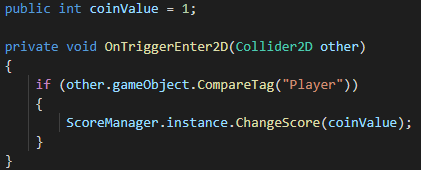 public int coinValue = 1;
private void OnTriggerEnter2D(Collider2D other)
{
if (other.gameObject.CompareTag("Player"))
{
ScoreManager.instance.ChangeScore(coinValue);
}
}